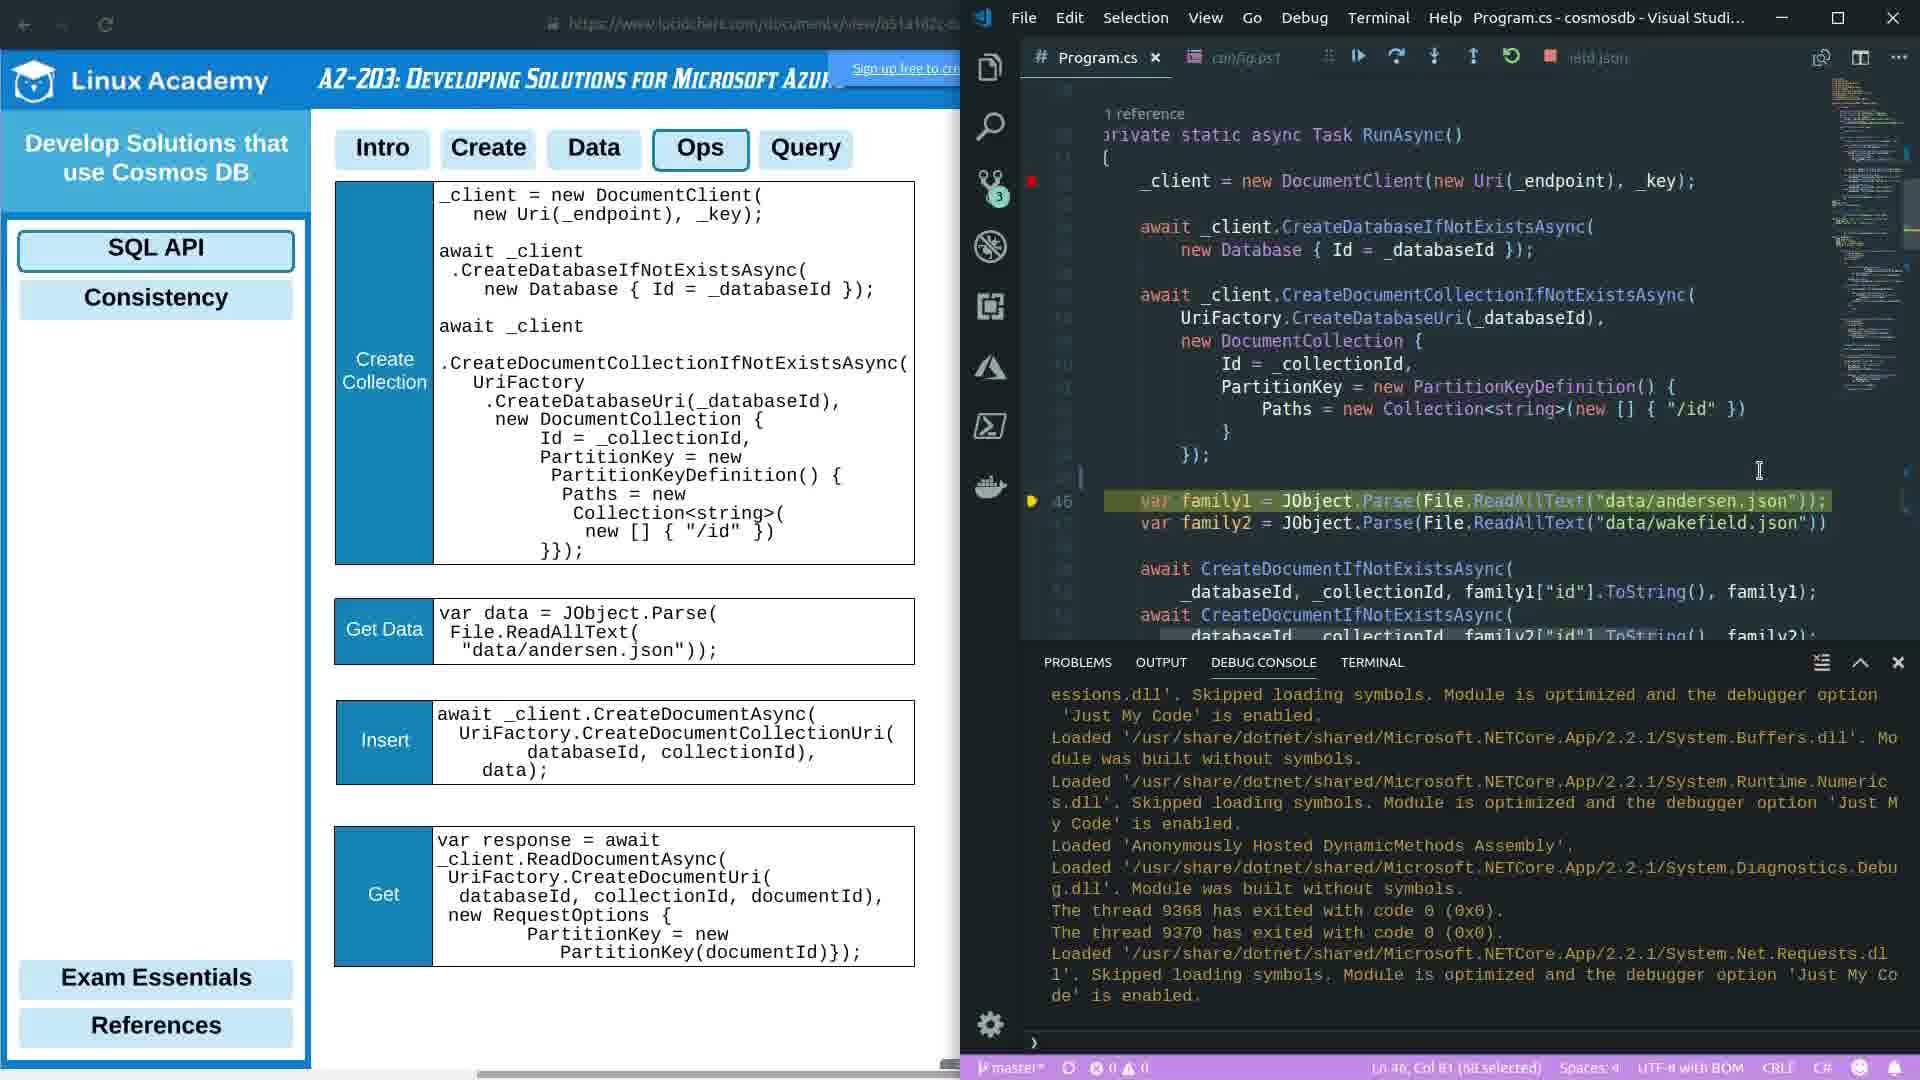 https://www.lucidchart.com/documents/view/
Linux Academy
AZ-203: Developing Solutions for Microsoft Azure
Sign up free to cre
Develop Solutions that
use Cosmos DB
SQL API
Consistency
Exam Essentials
References
Intro
Create
Data
Ops
Query
Create
Collection
_client = new DocumentClient(
new Uri(_endpoint), _key);
await _client
.CreateDatabaseIfNotExistsAsync(
new Database { Id = _databaseId });
await _client
.CreateDocumentCollectionIfNotExistsAsync(
UriFactory
.CreateDatabaseUri(_databaseId),
new DocumentCollection {
Id = _collectionId,
PartitionKey = new
PartitionKeyDefinition() {
Paths = new
Collection<string>(
new [] { "/id" })
}});
Get Data
var data = JObject.Parse(
File.ReadAllText(
"data/andersen.json"));
Insert
await _client.CreateDocumentAsync(
UriFactory.CreateDocumentCollectionUri(
databaseId, collectionId),
data);
Get
var response = await
_client.ReadDocumentAsync(
UriFactory.CreateDocumentUri(
databaseId, collectionId, documentId),
new RequestOptions {
PartitionKey = new
PartitionKey(documentId)});
File Edit Selection View Go Debug Terminal Help Program.cs - cosmosdb - Visual Studi...
# Program.cs config.ps1 ield.json
3
1 reference
private static async Task RunAsync()
{
_client = new DocumentClient(new Uri(_endpoint), _key);
await _client.CreateDatabaseIfNotExistsAsync(
new Database { Id = _databaseId });
await _client.CreateDocumentCollectionIfNotExistsAsync(
UriFactory.CreateDatabaseUri(_databaseId),
new DocumentCollection {
Id = _collectionId,
PartitionKey = new PartitionKeyDefinition() {
Paths = new Collection<string>(new [] { "/id" })
}
});
46 var family1 = JObject.Parse(File.ReadAllText("data/andersen.json"));
var family2 = JObject.Parse(File.ReadAllText("data/wakefield.json"))
await CreateDocumentIfNotExistsAsync(
_databaseId, _collectionId, family1["id"].ToString(), family1);
await CreateDocumentIfNotExistsAsync(
_databaseId, _collectionId, family2["id"].ToString(), family2);
PROBLEMS OUTPUT DEBUG CONSOLE TERMINAL
essions.dll'. Skipped loading symbols. Module is optimized and the debugger option
'Just My Code' is enabled.
Loaded '/usr/share/dotnet/shared/Microsoft.NETCore.App/2.2.1/System.Buffers.dll'. Mo
dule was built without symbols.
Loaded '/usr/share/dotnet/shared/Microsoft.NETCore.App/2.2.1/System.Runtime.Numeric
s.dll'. Skipped loading symbols. Module is optimized and the debugger option 'Just M
y Code' is enabled.
Loaded 'Anonymously Hosted DynamicMethods Assembly'.
Loaded '/usr/share/dotnet/shared/Microsoft.NETCore.App/2.2.1/System.Diagnostics.Debu
g.dll'. Module was built without symbols.
The thread 9368 has exited with code 0 (0x0).
The thread 9370 has exited with code 0 (0x0).
Loaded '/usr/share/dotnet/shared/Microsoft.NETCore.App/2.2.1/System.Net.Requests.dl
l'. Skipped loading symbols. Module is optimized and the debugger option 'Just My Co
de' is enabled.
master* 0 0 Ln 46, Col 81 (68 selected) Spaces: 4 UTF-8 with BOM CRLF C#